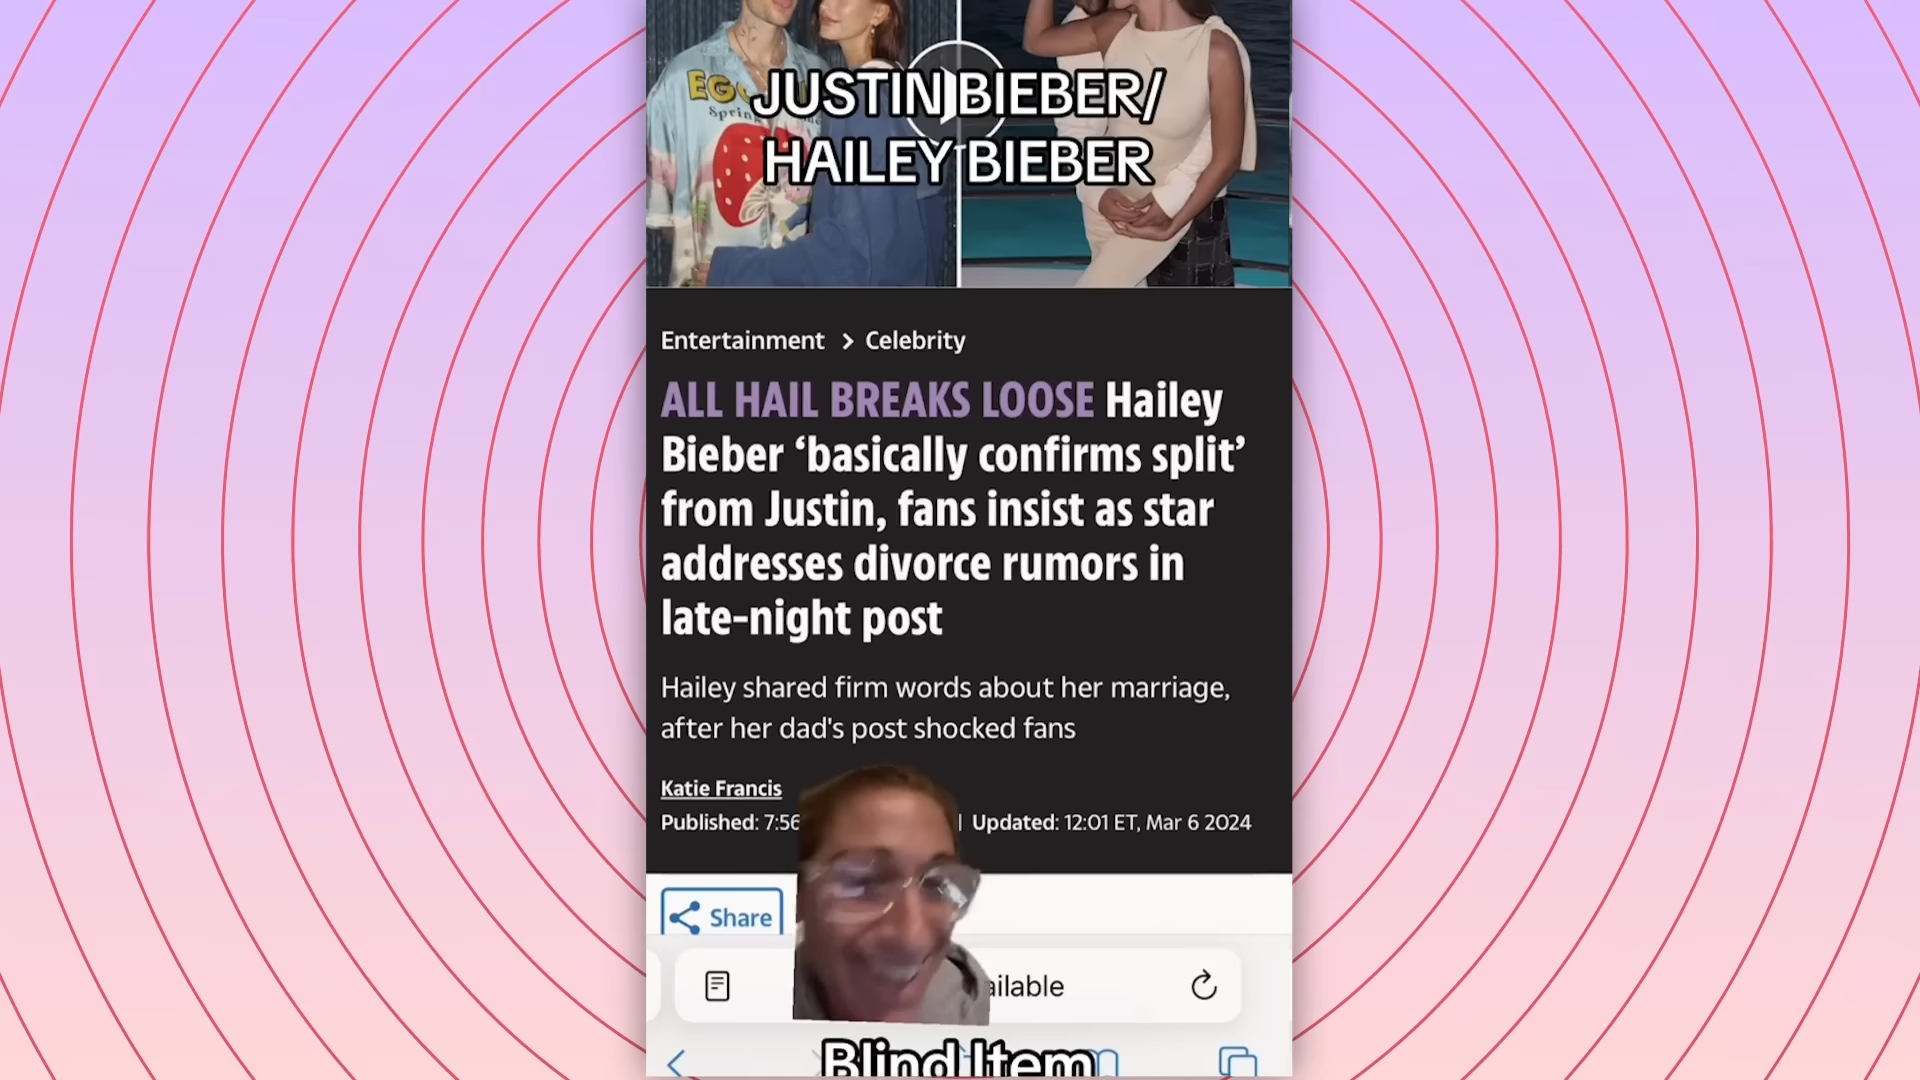 EG
Spring
JUSTIN BIEBER/
HAILEY BIEBER
Entertainment > Celebrity
ALL HAIL BREAKS LOOSE Hailey
Bieber ‘basically confirms split’
from Justin, fans insist as star
addresses divorce rumors in
late-night post
Hailey shared firm words about her marriage,
after her dad's post shocked fans
Katie Francis
Published: 7:56 | Updated: 12:01 ET, Mar 6 2024
Share
ailable
Blind Item